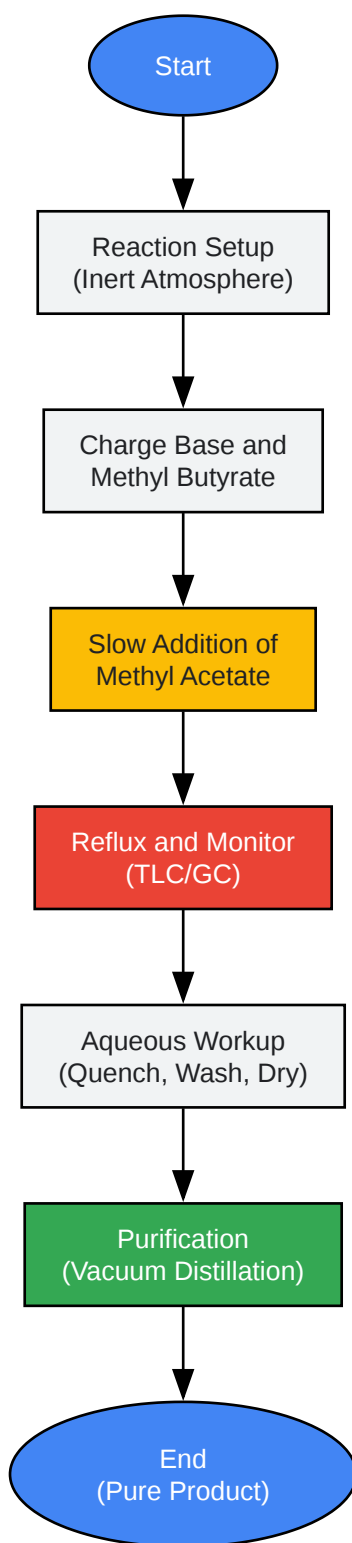 Start
Reaction Setup
(Inert Atmosphere)
Charge Base and
Methyl Butyrate
Slow Addition of
Methyl Acetate
Reflux and Monitor
(TLC/GC)
Aqueous Workup
(Quench, Wash, Dry)
Purification
(Vacuum Distillation)
End
(Pure Product)